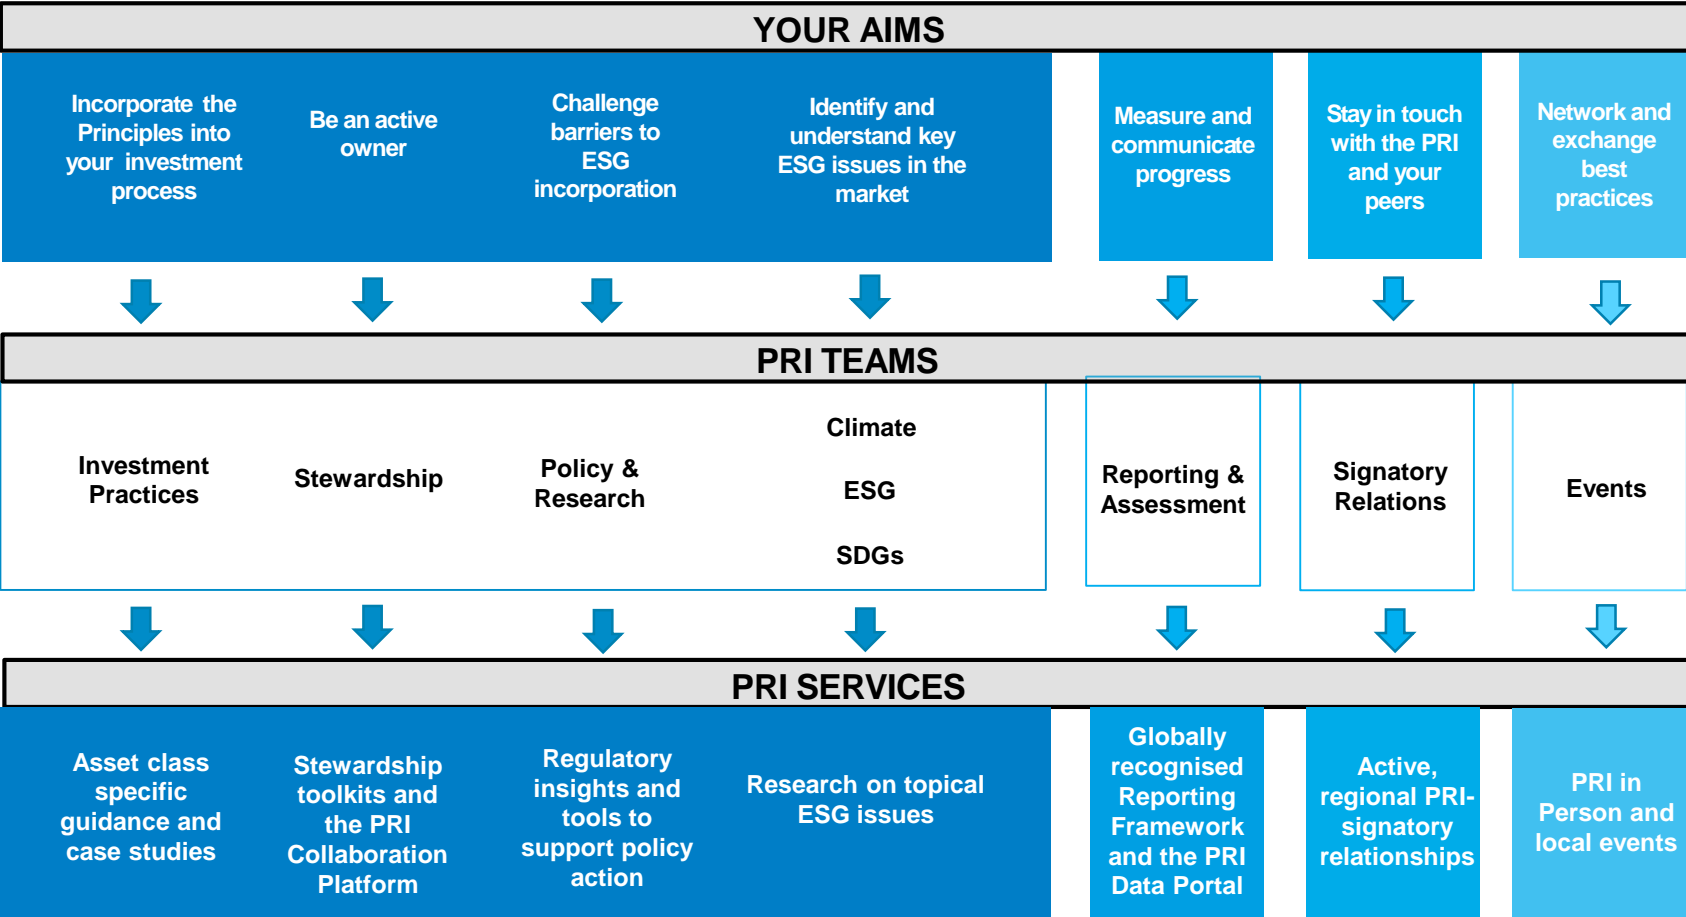 YOUR AIMS
Incorporate the
Principles into
your investment
process
Be an active
owner
Challenge
barriers to
ESG
incorporation
Identify and
understand key
ESG issues in the
market
Measure and
communicate
progress
Stay in touch
with the PRI
and your
peers
Network and
exchange
best
practices
PRI TEAMS
Investment
Practices
Stewardship
Policy &
Research
Climate
ESG
SDGs
Reporting &
Assessment
Signatory
Relations
Events
PRI SERVICES
Asset class
specific
guidance and
case studies
Stewardship
toolkits and
the PRI
Collaboration
Platform
Regulatory
insights and
tools to
support policy
action
Research on topical
ESG issues
Globally
recognised
Reporting
Framework
and the PRI
Data Portal
Active,
regional PRI-
signatory
relationships
PRI in
Person and
local events